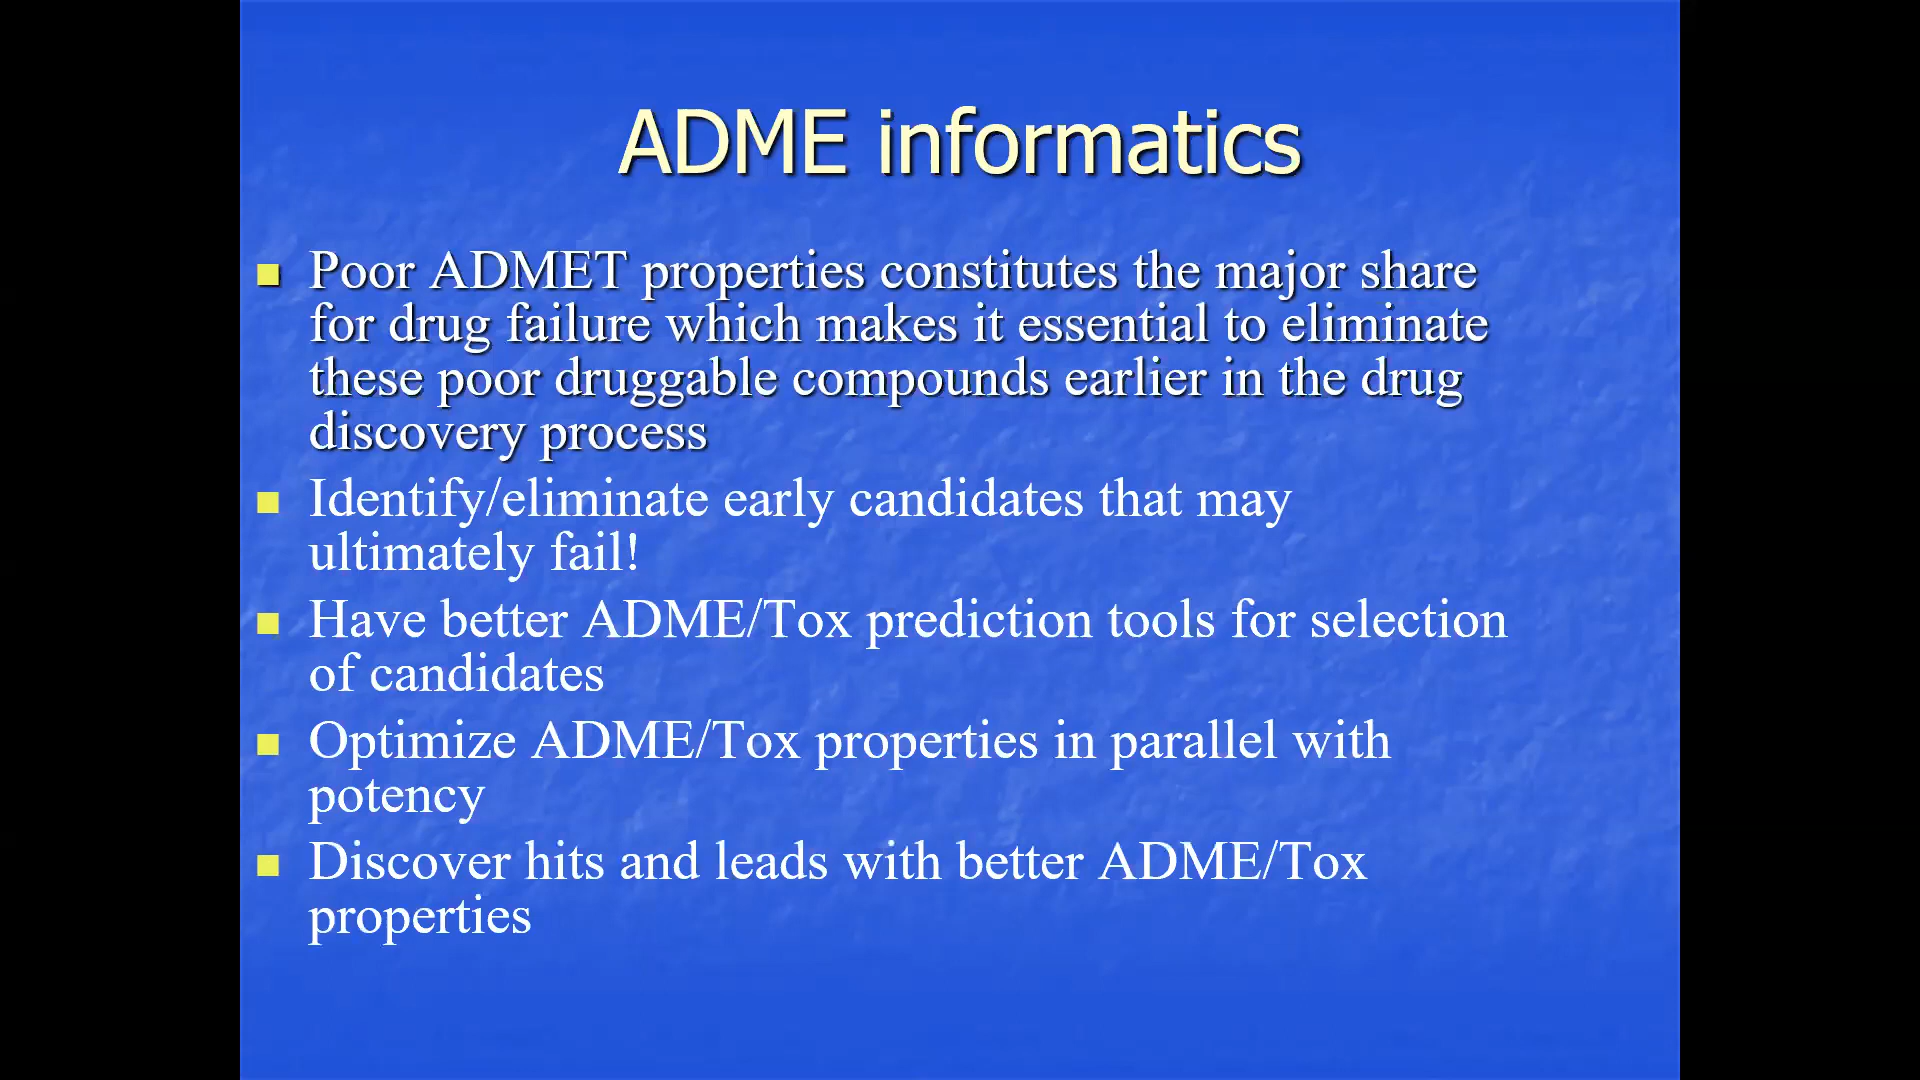 ADME informatics
Poor ADMET properties constitutes the major share
for drug failure which makes it essential to eliminate
these poor druggable compounds earlier in the drug
discovery process
Identify/eliminate early candidates that may
ultimately fail!
Have better ADME/Tox prediction tools for selection
of candidates
Optimize ADME/Tox properties in parallel with
potency
Discover hits and leads with better ADME/Tox
properties